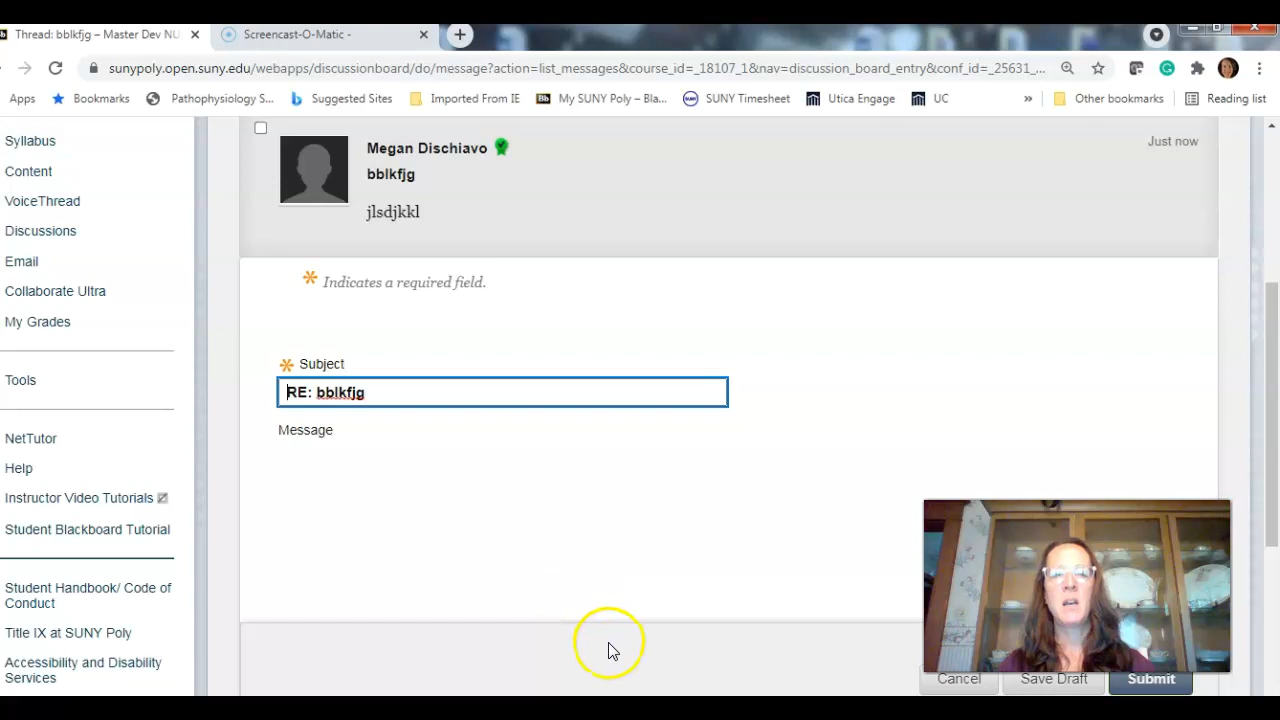 Thread: bblkfjg – Master Dev NU
Screencast-O-Matic -
sunypoly.open.suny.edu/webapps/discussionboard/do/message?action=list_messages&course_id=_18107_1&nav=discussion_board_entry&conf_id=_25631_...
Apps Bookmarks Pathophysiology S... Suggested Sites Imported From IE My SUNY Poly – Bla... SUNY Timesheet Utica Engage UC » Other bookmarks Reading list
Syllabus
Content
VoiceThread
Discussions
Email
Collaborate Ultra
My Grades
Tools
NetTutor
Help
Instructor Video Tutorials
Student Blackboard Tutorial
Student Handbook/ Code of
Conduct
Title IX at SUNY Poly
Accessibility and Disability
Services
Megan Dischiavo
Just now
bblkfjg
jlsdjkkl
Indicates a required field.
Subject
RE: bblkfjg
Message
Cancel Save Draft Submit